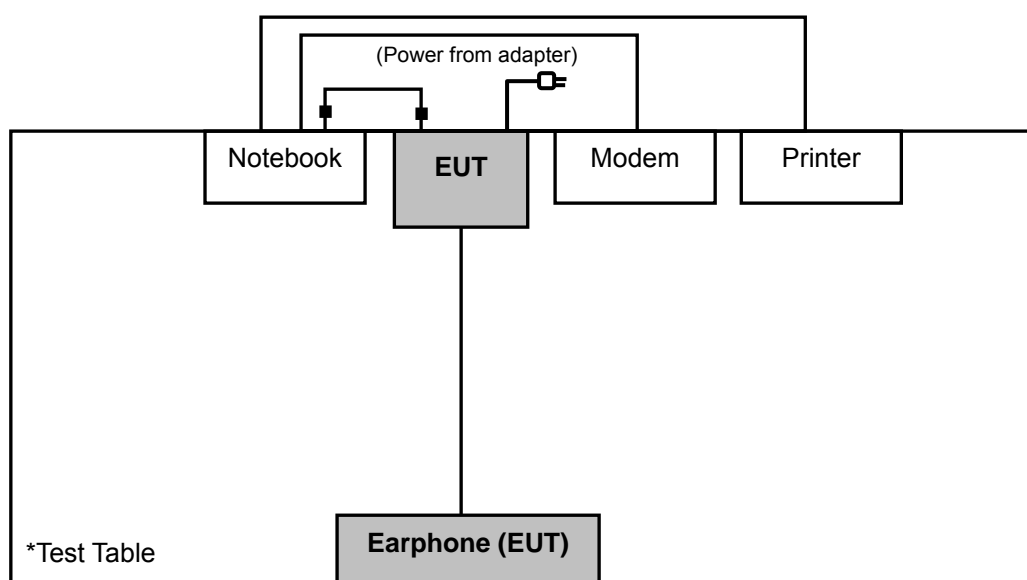 (Power from adapter)
Notebook
EUT
Modem
Printer
Earphone (EUT)
*Test Table